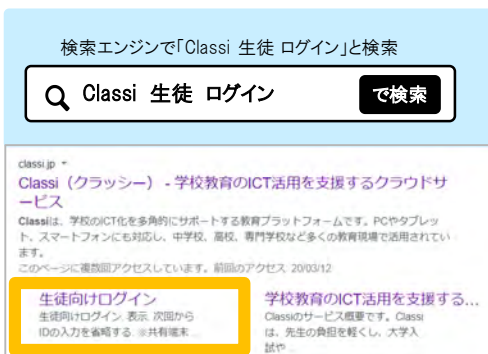 検索エンジンで「Classi 生徒 ログイン」と検索
Classi 生徒 ログイン
で検索
classi.jp
Classi（クラッシー） - 学校教育のICT活用を支援するクラウドサ
ービス
Classiは、学校のICT化を多角的にサポートする教育プラットフォームです。PCやタブレッ
ト、スマートフォンにも対応し、中学校、高校、専門学校など多くの教育現場で活用されてい
ます。
このページに複数回アクセスしています。前回のアクセス 20/03/12
生徒向けログイン
生徒向けログイン. 表示. 次回から
IDの入力を省略する. ※共有端末 ...
学校教育のICT活用を支援する...
Classiのサービス概要です。Classi
は、先生の負担を軽くし、大学入
試や ...